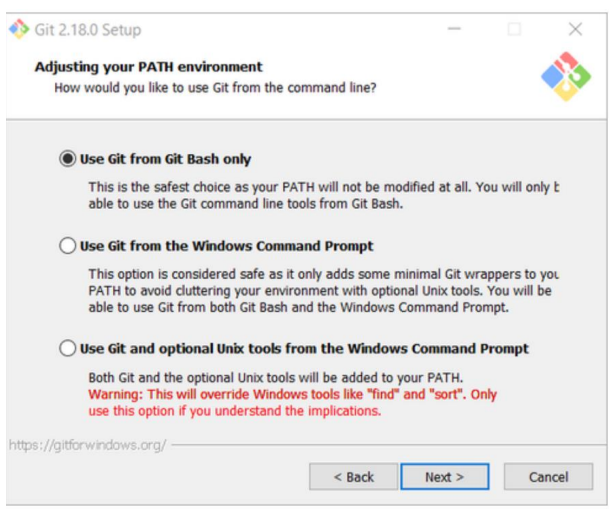 Git 2.18.0 Setup
Adjusting your PATH environment
How would you like to use Git from the command line?
Use Git from Git Bash only
This is the safest choice as your PATH will not be modified at all. You will only
able to use the Git command line tools from Git Bash.
Use Git from the Windows Command Prompt
This option is considered safe as it only adds some minimal Git wrappers to
PATH to avoid cluttering your environment with optional Unix tools. You will be
able to use Git from both Git Bash and the Windows Command Prompt.
Use Git and optional Unix tools from the Windows Command Prompt
Both Git and the optional Unix tools will be added to your PATH.
Warning: This will override Windows tools like "find" and "sort". Only
use this option if you understand the implications.
https://gitforwindows.org/
< Back
Next >
Cancel